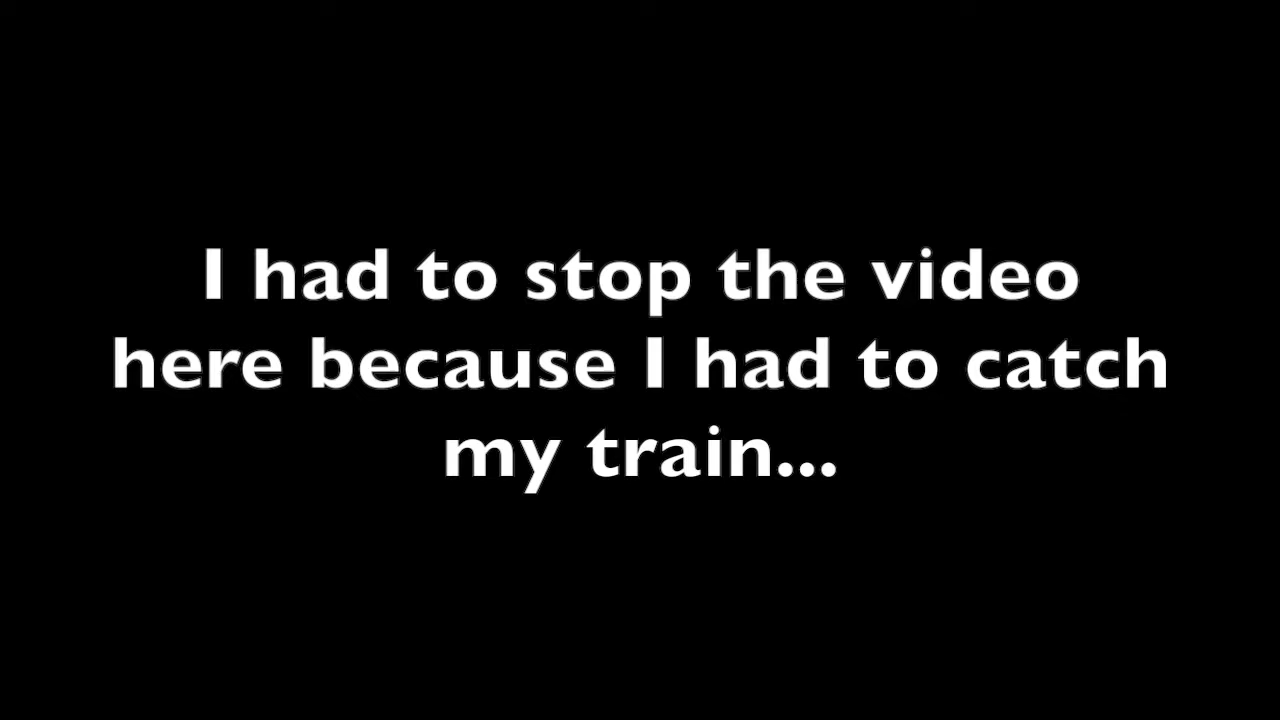 I had to stop the video
here because I had to catch
my train...